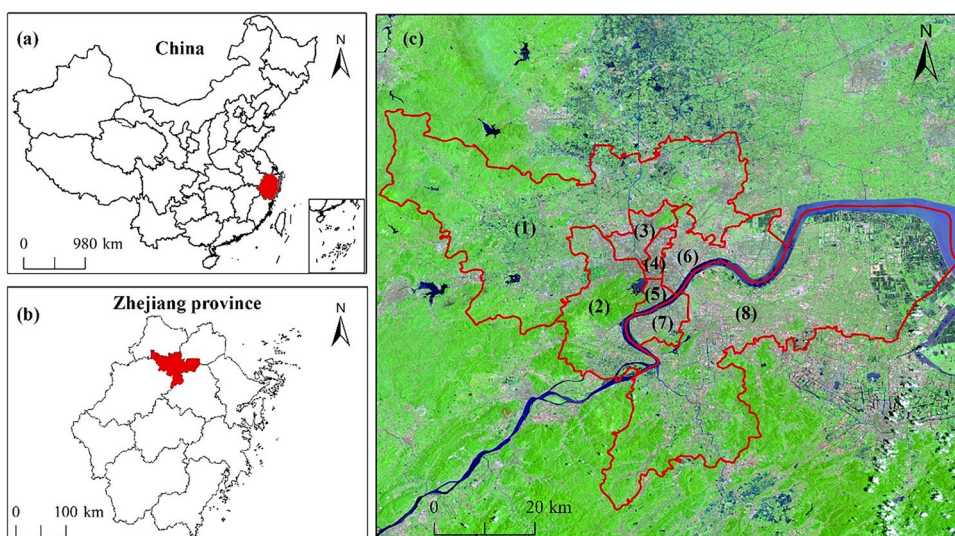 (a)
China
N
0 980 km
(b)
Zhejiang province
N
0 100 km
(c)
N
(1)
(2)
(3)
(4)
(5)
(6)
(7)
(8)
0 20 km